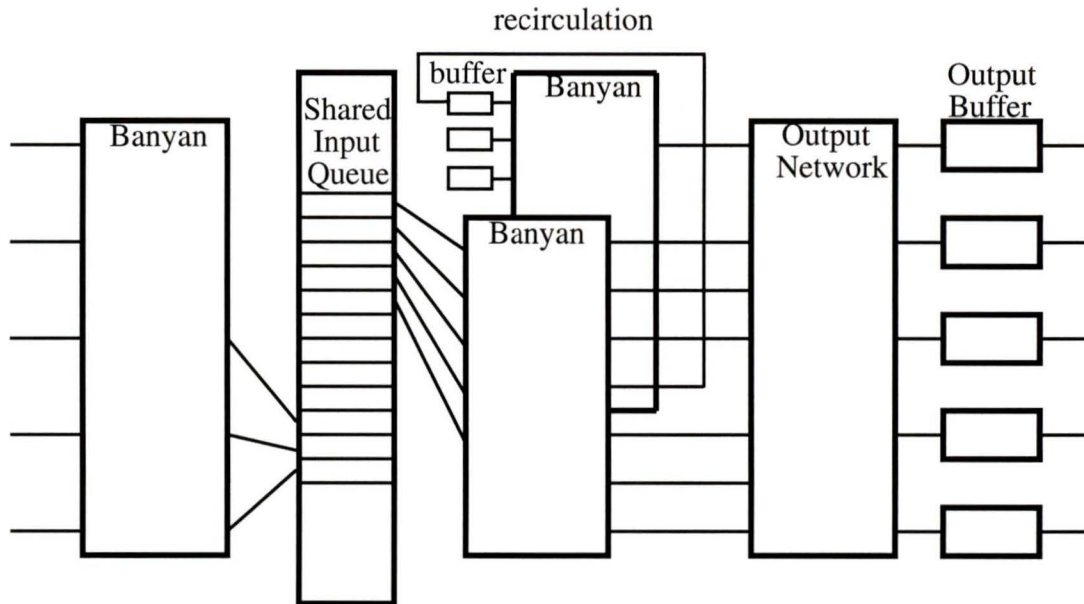 recirculation
buffer
Banyan
Output
Buffer
Banyan
Shared
Input
Queue
Output
Network
Banyan